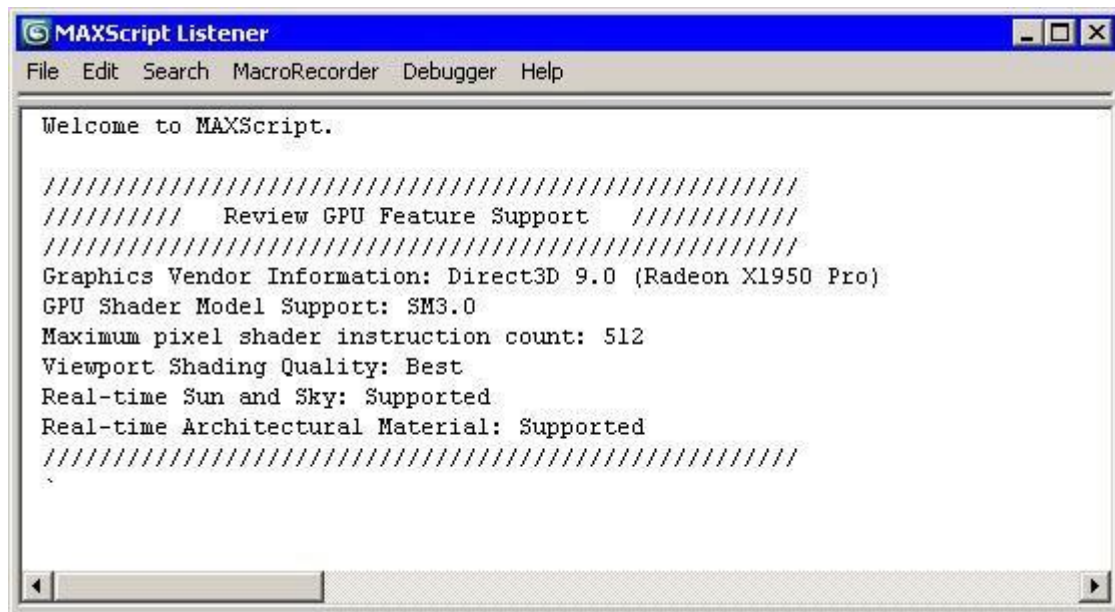 MAXScript Listener
File Edit Search MacroRecorder Debugger Help
Welcome to MAXScript.
//////////////////////////////////////////////////////
////////// Review GPU Feature Support ////////////
//////////////////////////////////////////////////////
Graphics Vendor Information: Direct3D 9.0 (Radeon X1950 Pro)
GPU Shader Model Support: SM3.0
Maximum pixel shader instruction count: 512
Viewport Shading Quality: Best
Real-time Sun and Sky: Supported
Real-time Architectural Material: Supported
//////////////////////////////////////////////////////
`